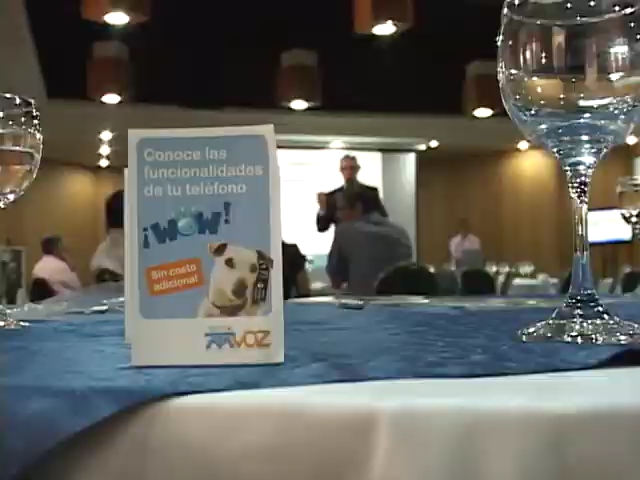 Conoce las
funcionalidades
de tu teléfono
¡WOW!
Sin costo
adicional
VOZ